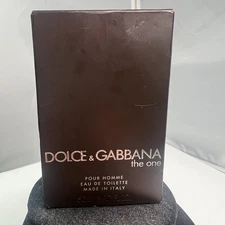 DOLCE & GABBANA
the one
POUR HOMME
EAU DE TOILETTE
MADE IN ITALY